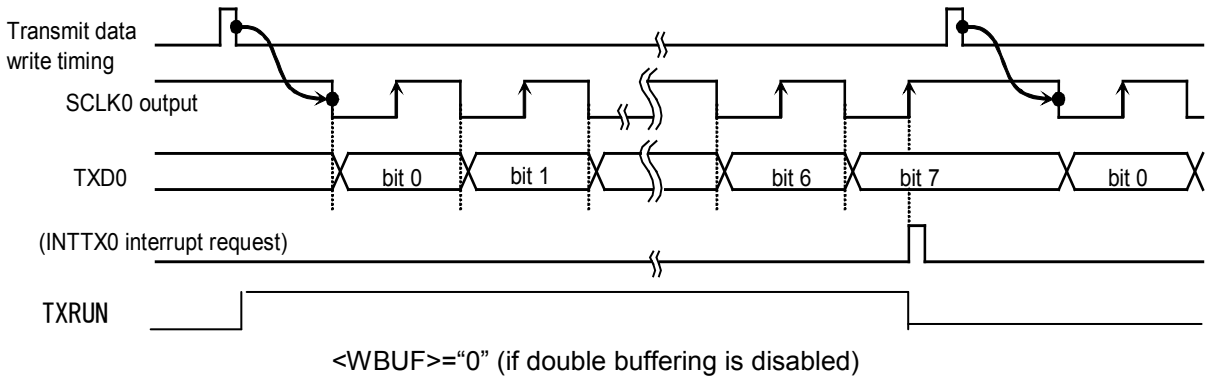 Transmit data
write timing
SCLK0 output
TXD0
bit 0
bit 1
bit 6
bit 7
bit 0
(INTTX0 interrupt request)
TXRUN
<WBUF>=“0” (if double buffering is disabled)